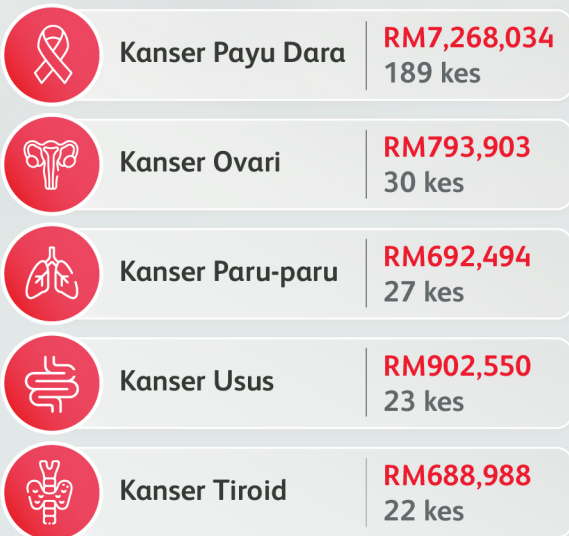 Kanser Payu Dara
RM7,268,034
189 kes
Kanser Ovari
RM793,903
30 kes
Kanser Paru-paru
RM692,494
27 kes
Kanser Usus
RM902,550
23 kes
Kanser Tiroid
RM688,988
22 kes